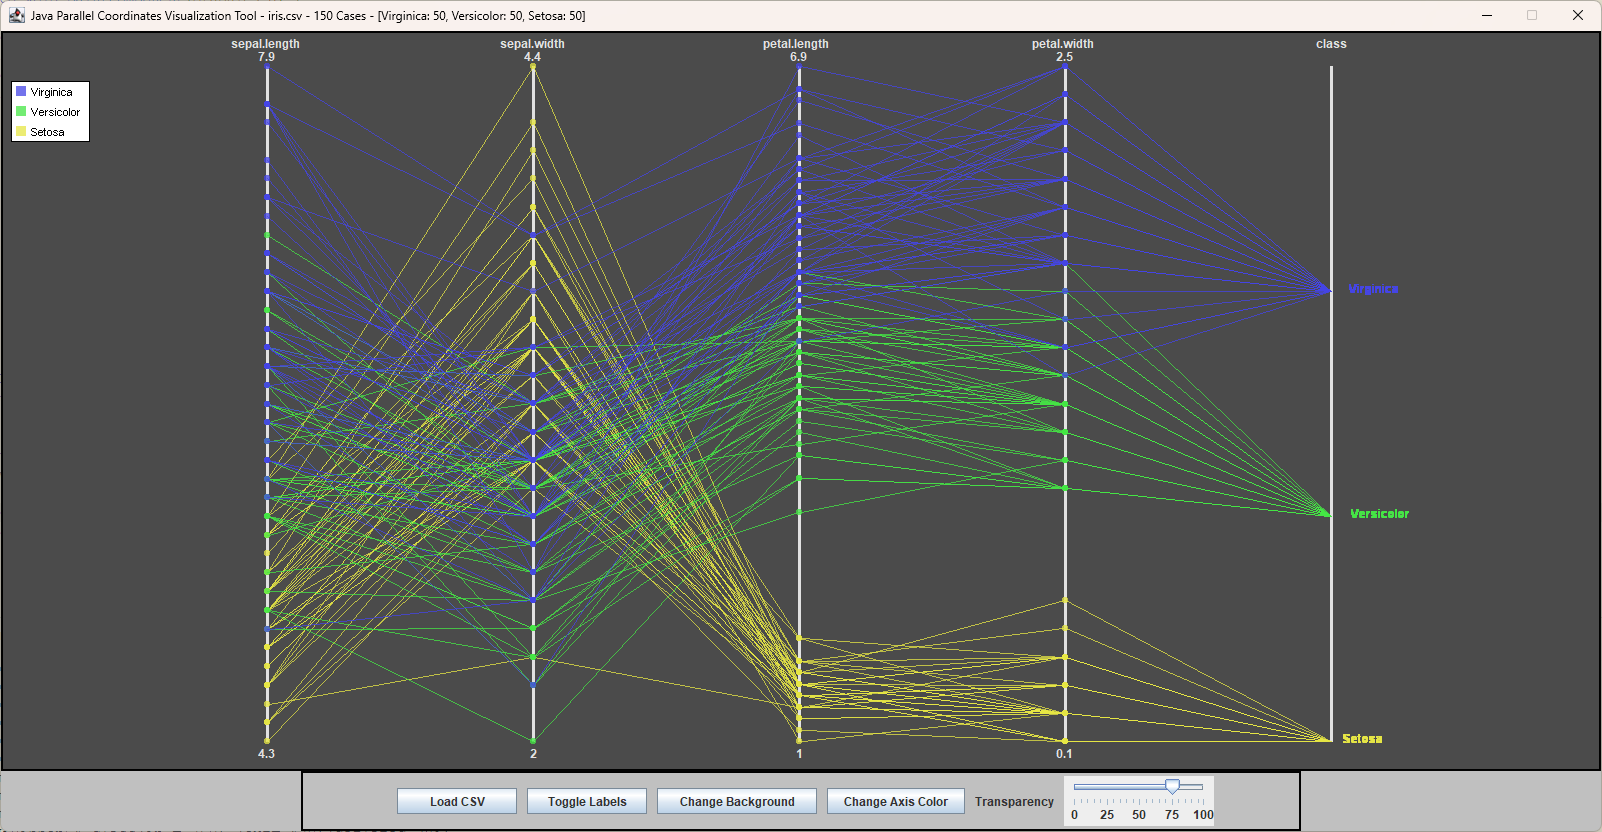 Java Parallel Coordinates Visualization Tool - iris.csv - 150 Cases - [Virginica: 50, Versicolor: 50, Setosa: 50]
sepal.length sepal.width petal.length petal.width class
7.9 4.4 6.9 2.5
Virginica
Versicolor
Setosa
Virginica
Versicolor
Setosa
4.3 2 1 0.1
Load CSV Toggle Labels Change Background Change Axis Color Transparency
0 25 50 75 100